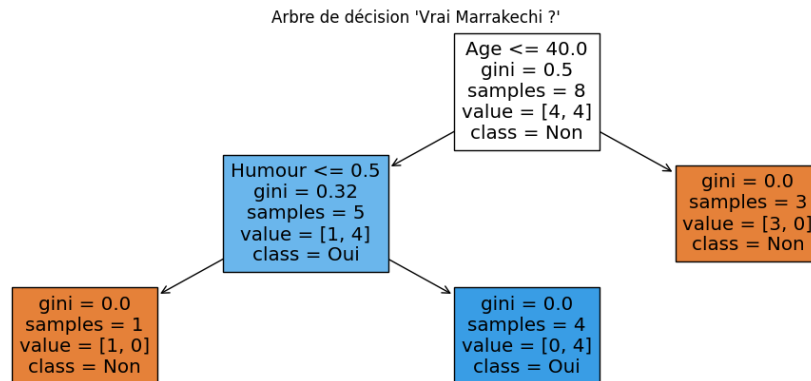 Arbre de décision 'Vrai Marrakechi ?'
Age <= 40.0
gini = 0.5
samples = 8
value = [4, 4]
class = Non
Humour <= 0.5
gini = 0.32
samples = 5
value = [1, 4]
class = Oui
gini = 0.0
samples = 3
value = [3, 0]
class = Non
gini = 0.0
samples = 1
value = [1, 0]
class = Non
gini = 0.0
samples = 4
value = [0, 4]
class = Oui